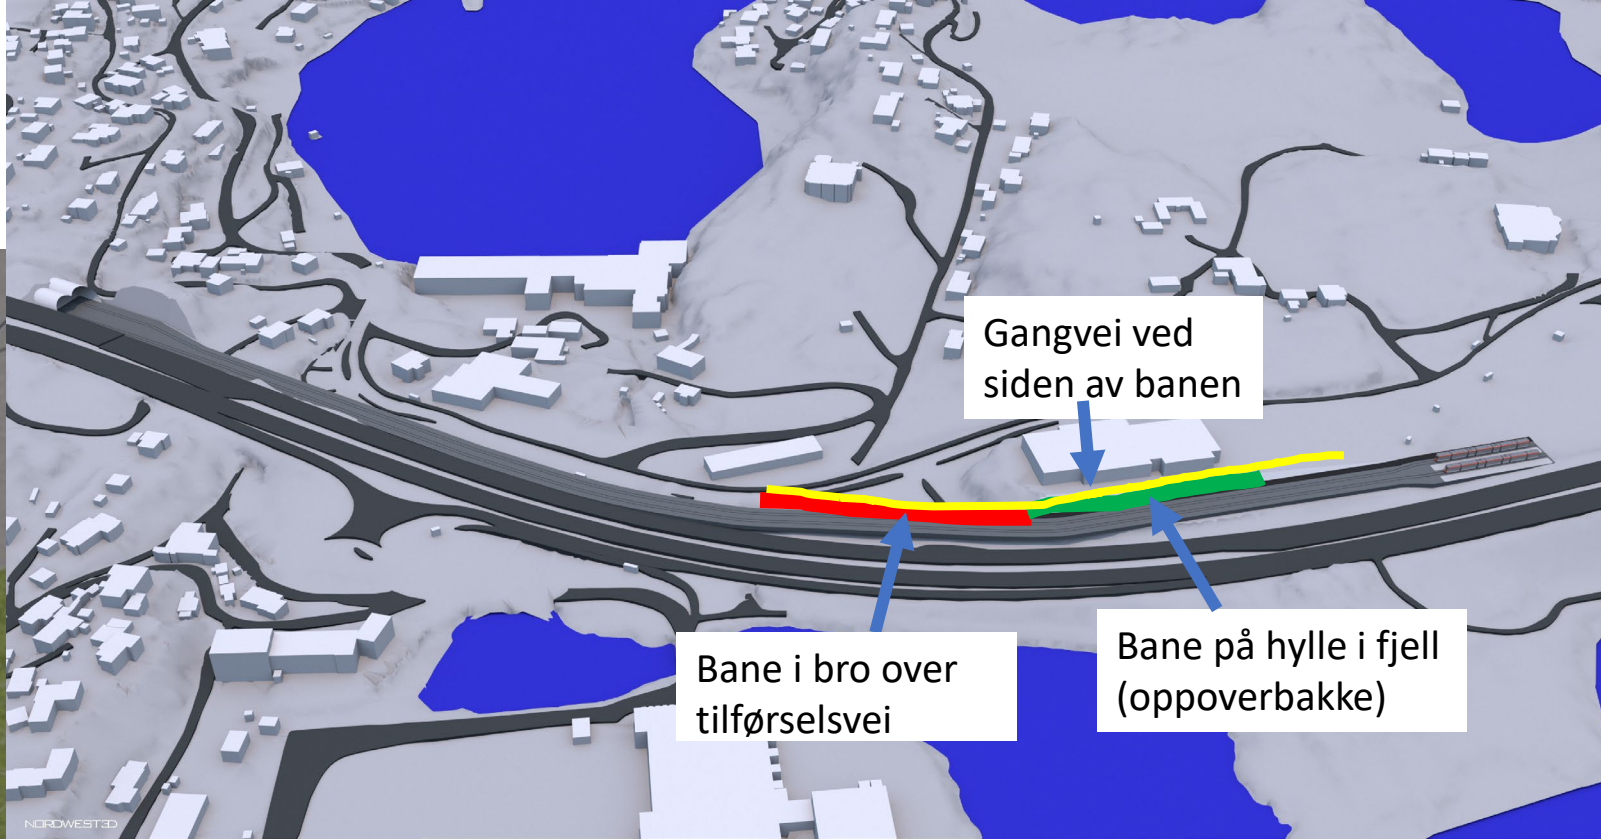 Gangvei ved
siden av banen
Bane i bro over
tilførselsvei
Bane på hylle i fjell
(oppoverbakke)
NORDWEST3D